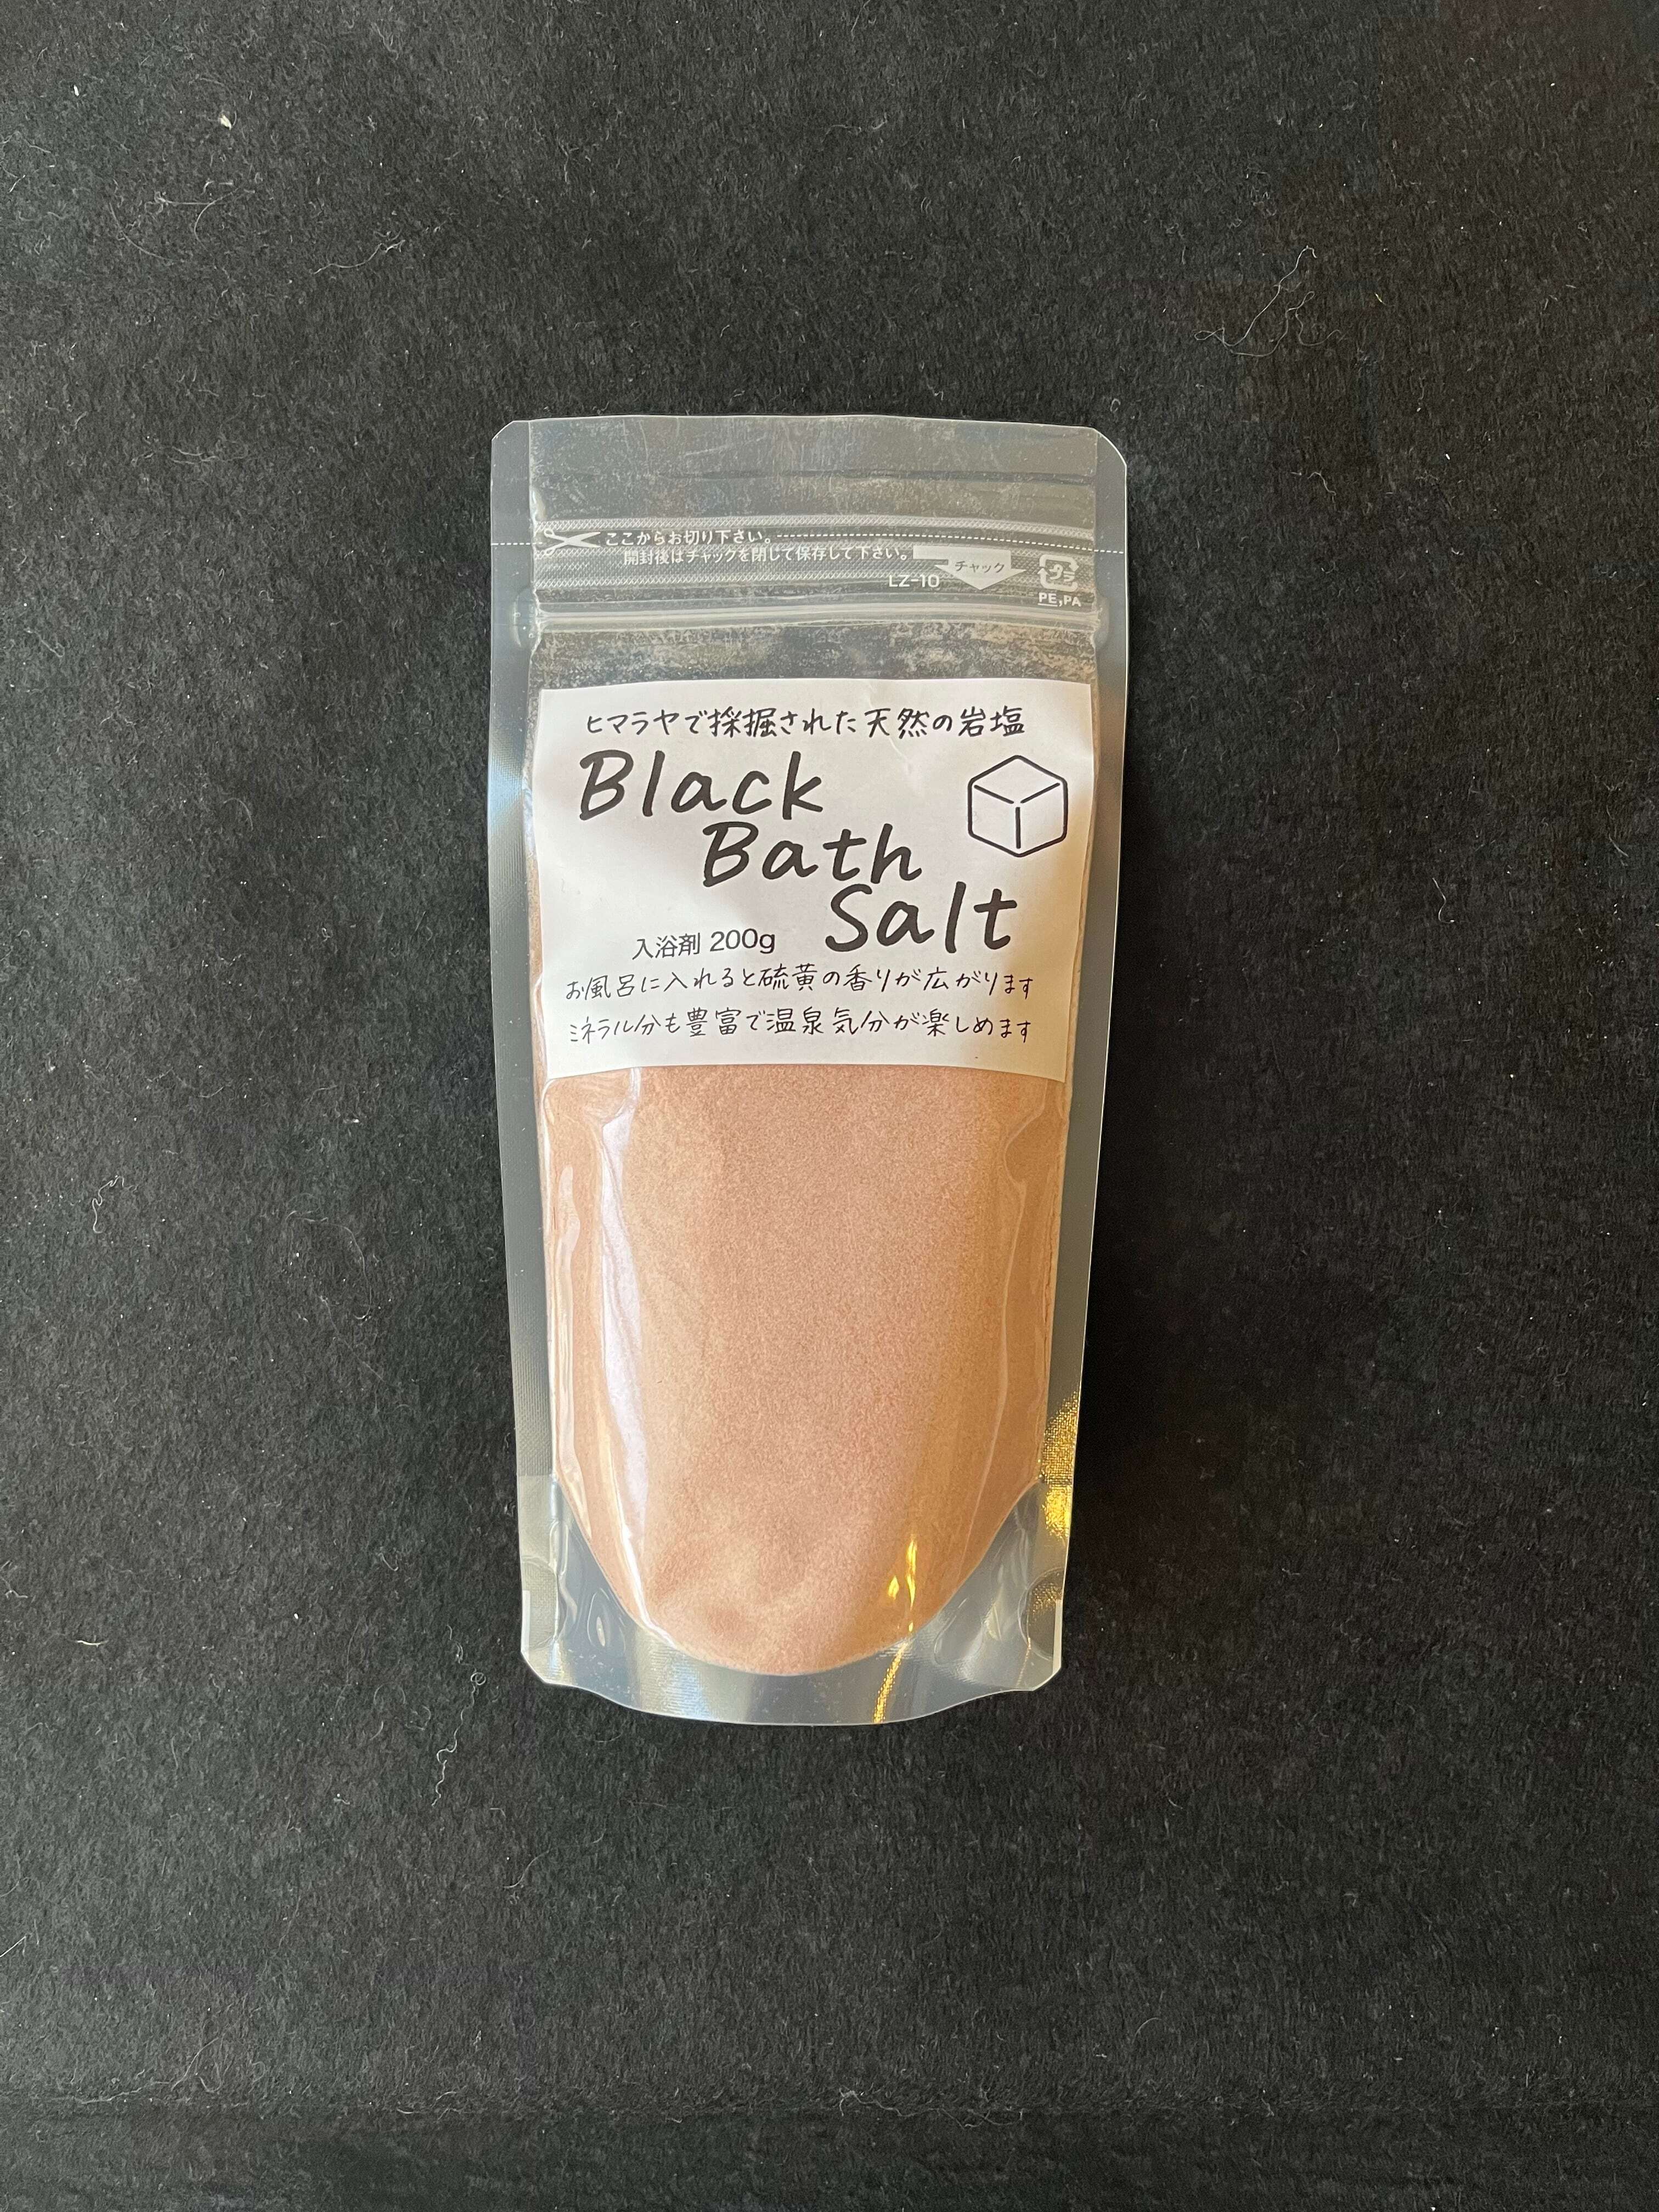 ここからお切り下さい。
開封後はチャックを閉じて保存して下さい。
チャック
LZ-10
プラ
PE,PA
ヒマラヤで採掘された天然の岩塩
Black
Bath
Salt
入浴剤 200g
お風呂に入れると硫黄の香りが広がります
ミネラル分も豊富で温泉気分が楽しめます